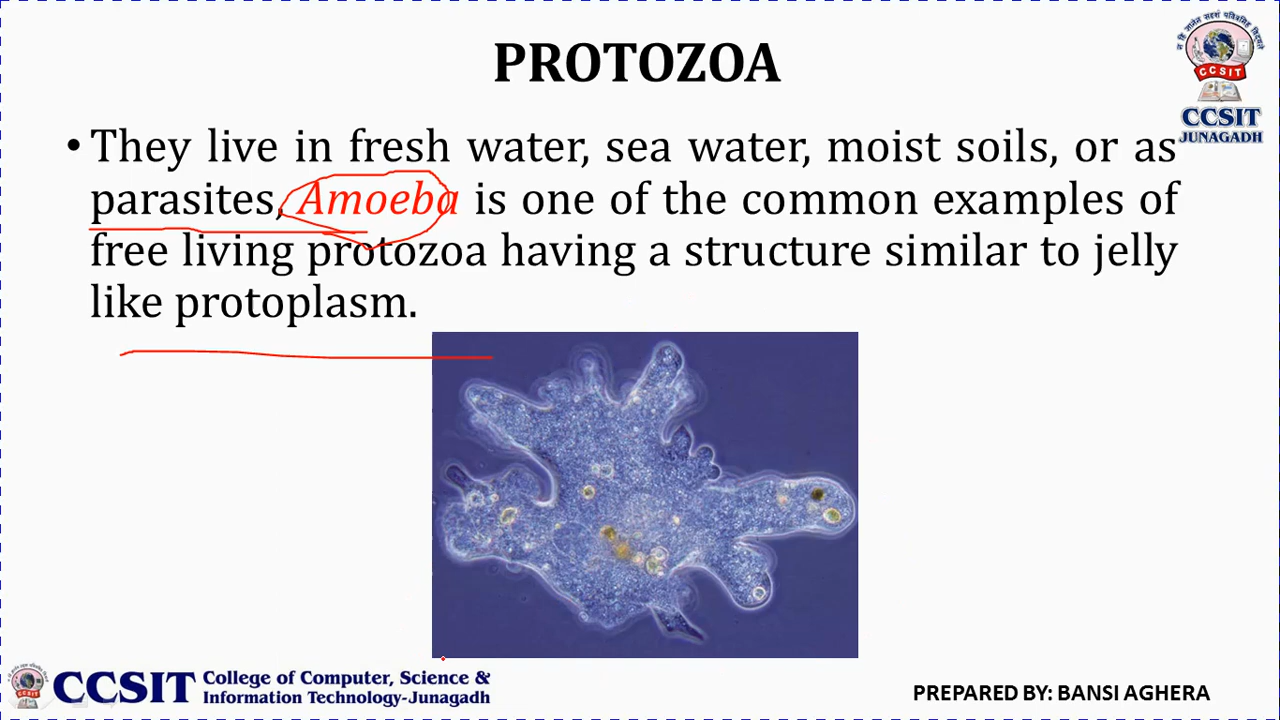 PROTOZOA
CCSIT
CCSIT
JUNAGADH
• They live in fresh water, sea water, moist soils, or as
parasites, Amoeba is one of the common examples of
free living protozoa having a structure similar to jelly
like protoplasm.
CCSIT College of Computer, Science &
Information Technology-Junagadh
PREPARED BY: BANSI AGHERA